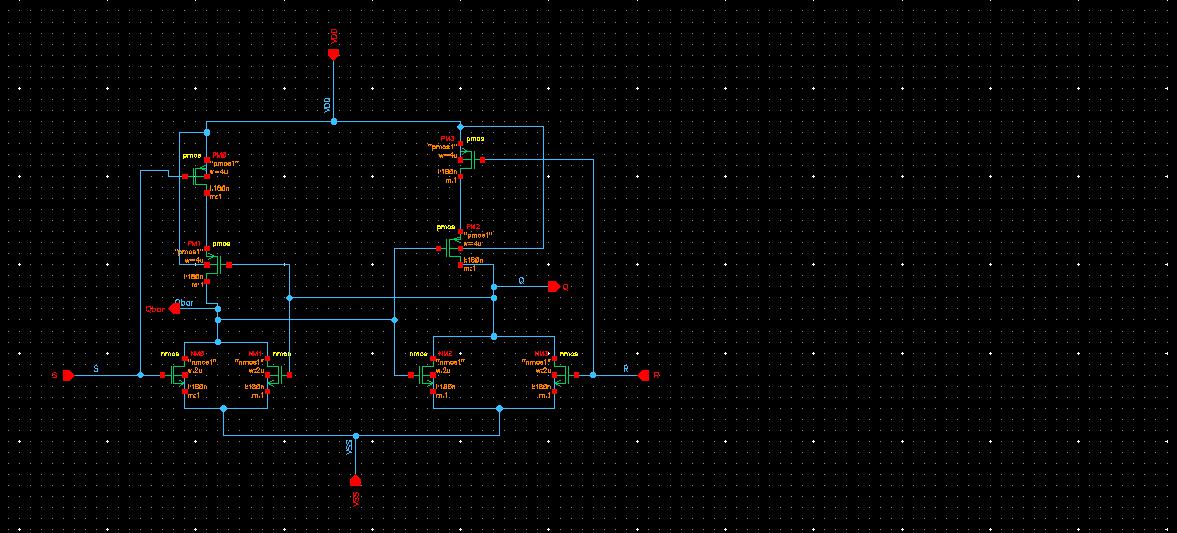 VDD
VDD
PM0
pmos
"pmos1"
w=4u
l:180n
m:1
PM3
pmos
"pmos1"
w=4u
l:180n
m:1
PM1
pmos
"pmos1"
w=4u
l:180n
m:1
PM2
pmos
"pmos1"
w=4u
l:180n
m:1
Q
Q
Qbar
Qbar
nmos
NM0
"nmos1"
w:2u
l:180n
m:1
NM1
nmos
"nmos1"
w:2u
l:180n
m:1
nmos
NM2
"nmos1"
w:2u
l:180n
m:1
NM3
nmos
"nmos1"
w:2u
l:180n
m:1
S
S
R
R
VSS
VSS